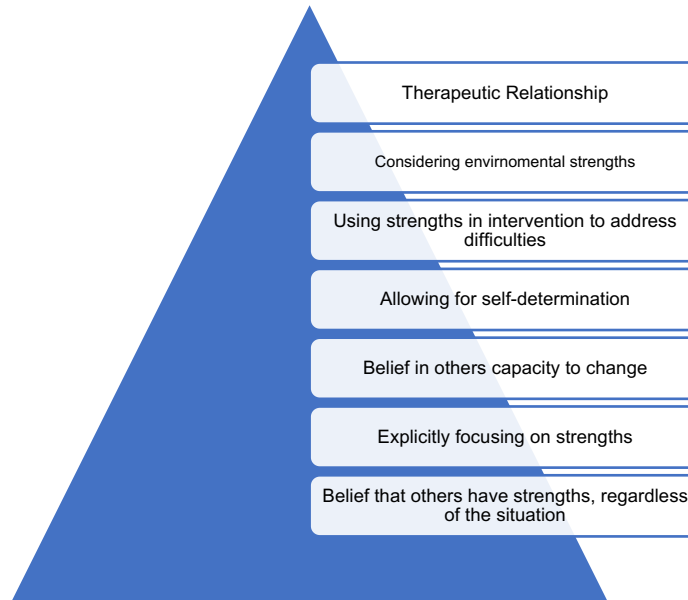 Therapeutic Relationship
Considering envirnomental strengths
Using strengths in intervention to address
difficulties
Allowing for self-determination
Belief in others capacity to change
Explicitly focusing on strengths
Belief that others have strengths, regardless
of the situation